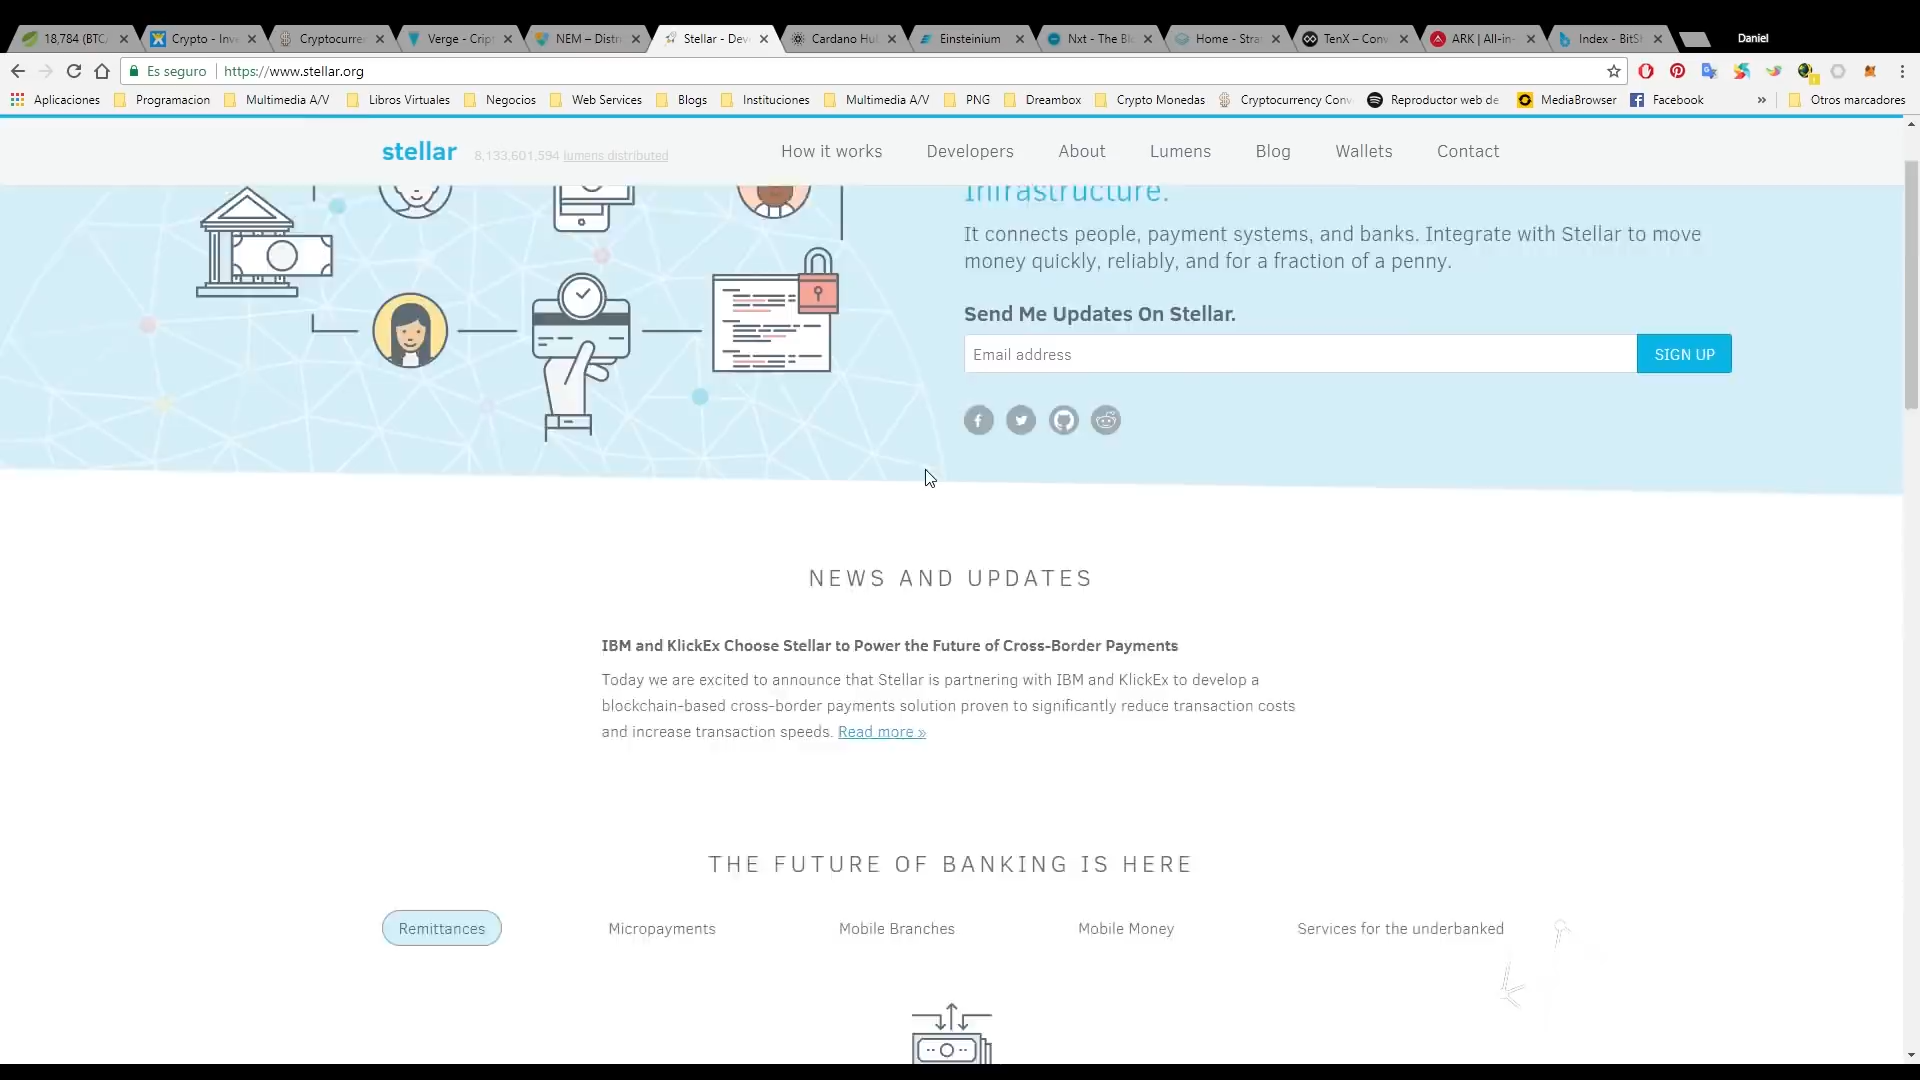 18,784 (BTC
Crypto - Inv
Cryptocurre
Verge - Crip
NEM – Distr
Stellar - Dev
Cardano Hu
Einsteinium
Nxt - The Bl
Home - Stra
TenX – Conv
ARK | All-in-
Index - BitSh
Daniel
Es seguro
https://www.stellar.org
Aplicaciones
Programacion
Multimedia A/V
Libros Virtuales
Negocios
Web Services
Blogs
Instituciones
Multimedia A/V
PNG
Dreambox
Crypto Monedas
Cryptocurrency Conv
Reproductor web de
MediaBrowser
Facebook
»
Otros marcadores
stellar
8,133,601,594 lumens distributed
How it works
Developers
About
Lumens
Blog
Wallets
Contact
Infrastructure.
It connects people, payment systems, and banks. Integrate with Stellar to move
money quickly, reliably, and for a fraction of a penny.
Send Me Updates On Stellar.
Email address
SIGN UP
NEWS AND UPDATES
IBM and KlickEx Choose Stellar to Power the Future of Cross-Border Payments
Today we are excited to announce that Stellar is partnering with IBM and KlickEx to develop a
blockchain-based cross-border payments solution proven to significantly reduce transaction costs
and increase transaction speeds. Read more »
THE FUTURE OF BANKING IS HERE
Remittances
Micropayments
Mobile Branches
Mobile Money
Services for the underbanked